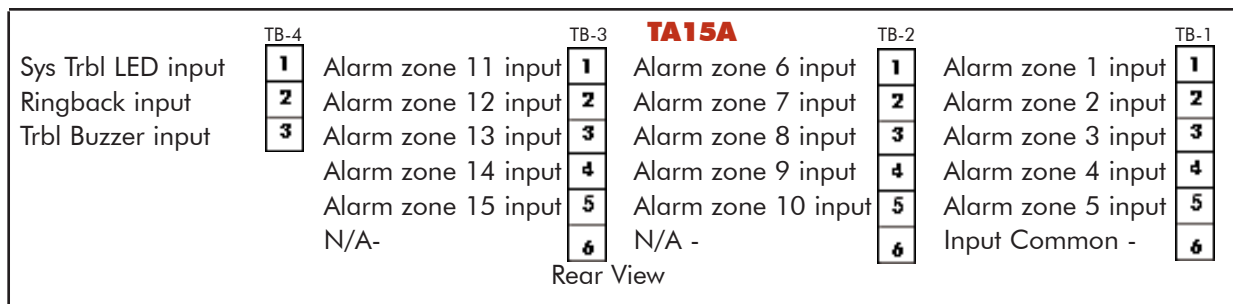 TB-4 TB-3 TA15A TB-2 TB-1
Sys Trbl LED input 1 Alarm zone 11 input 1 Alarm zone 6 input 1 Alarm zone 1 input 1
Ringback input 2 Alarm zone 12 input 2 Alarm zone 7 input 2 Alarm zone 2 input 2
Trbl Buzzer input 3 Alarm zone 13 input 3 Alarm zone 8 input 3 Alarm zone 3 input 3
Alarm zone 14 input 4 Alarm zone 9 input 4 Alarm zone 4 input 4
Alarm zone 15 input 5 Alarm zone 10 input 5 Alarm zone 5 input 5
N/A- 6 N/A - 6 Input Common - 6
Rear View